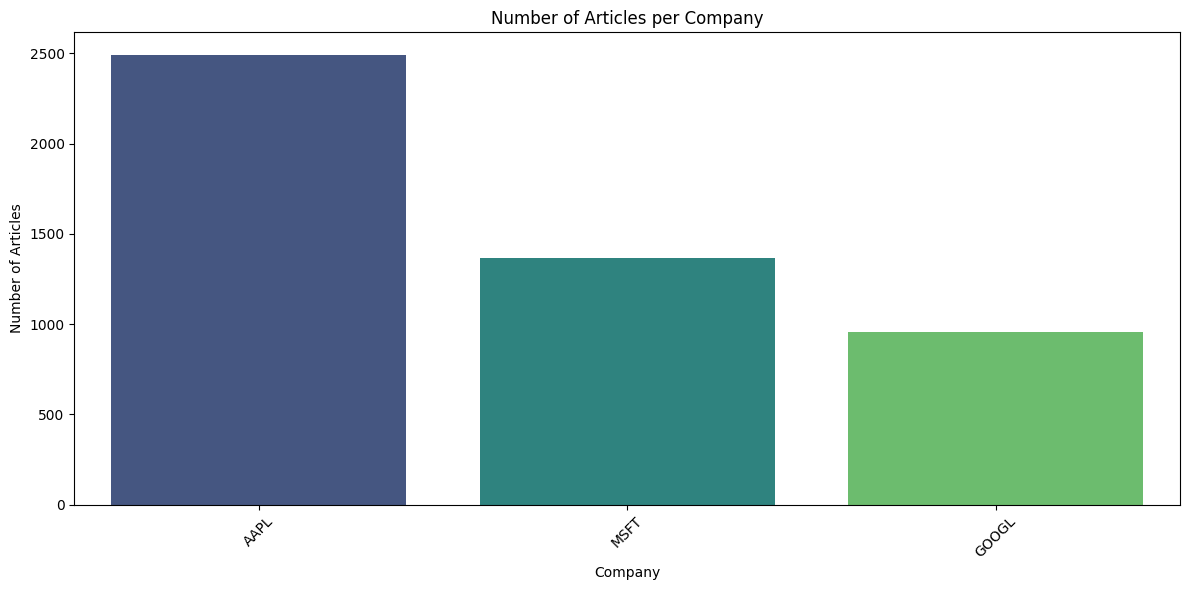 Number of Articles per Company
2500
2000
1500
1000
500
0
Number of Articles
AAPL
MSFT
GOOGL
Company